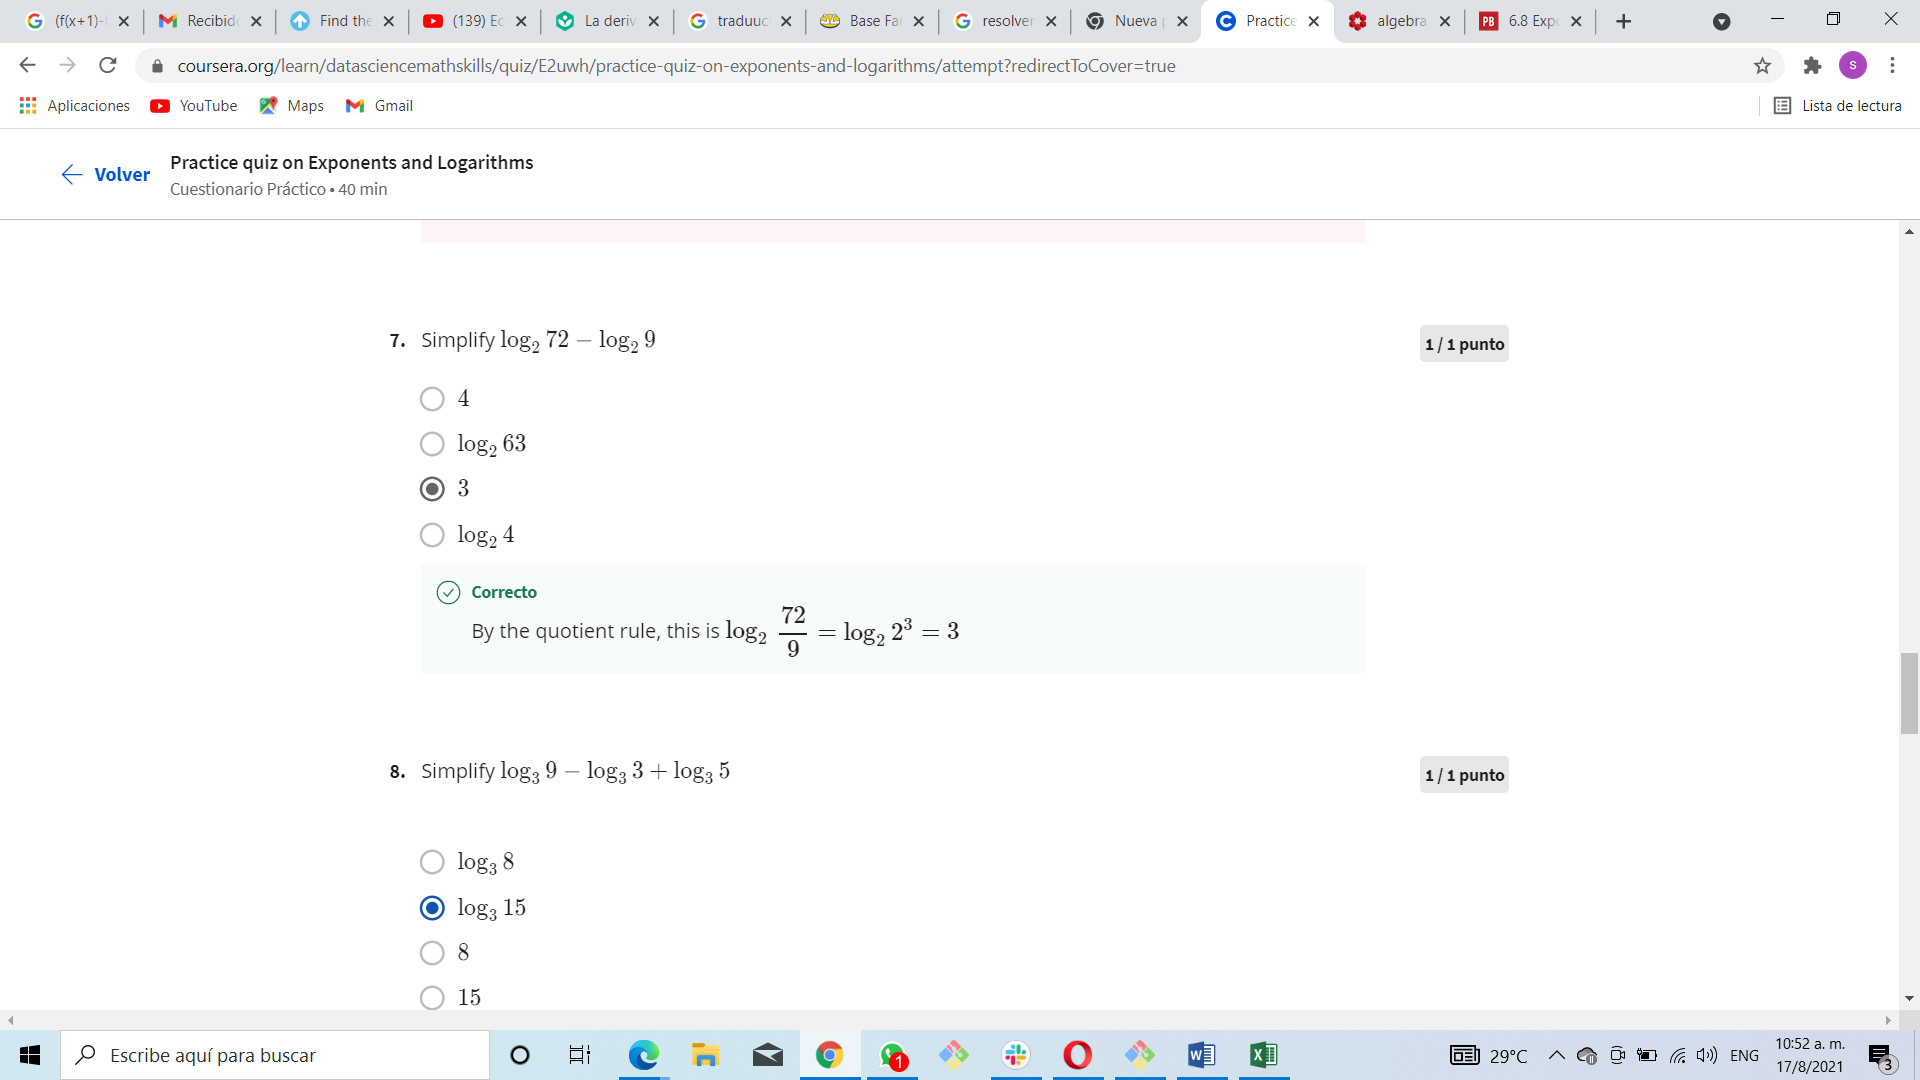 (f(x+1)-
Recibid
Find the
(139) Ec
La deriv
traduuc
Base Fa
resolver
Nueva
Practice
algebra
PB 6.8 Exp
coursera.org/learn/datasciencemathskills/quiz/E2uwh/practice-quiz-on-exponents-and-logarithms/attempt?redirectToCover=true
S
Aplicaciones YouTube Maps Gmail Lista de lectura
Volver
Practice quiz on Exponents and Logarithms
Cuestionario Práctico • 40 min
7. Simplify log₂ 72 − log₂ 9 1 / 1 punto
4
log₂ 63
3
log₂ 4
Correcto
By the quotient rule, this is log₂ 72/9 = log₂ 2³ = 3
8. Simplify log₃ 9 − log₃ 3 + log₃ 5 1 / 1 punto
log₃ 8
log₃ 15
8
15
Escribe aquí para buscar
1
29°C
ENG
10:52 a. m.
17/8/2021
3